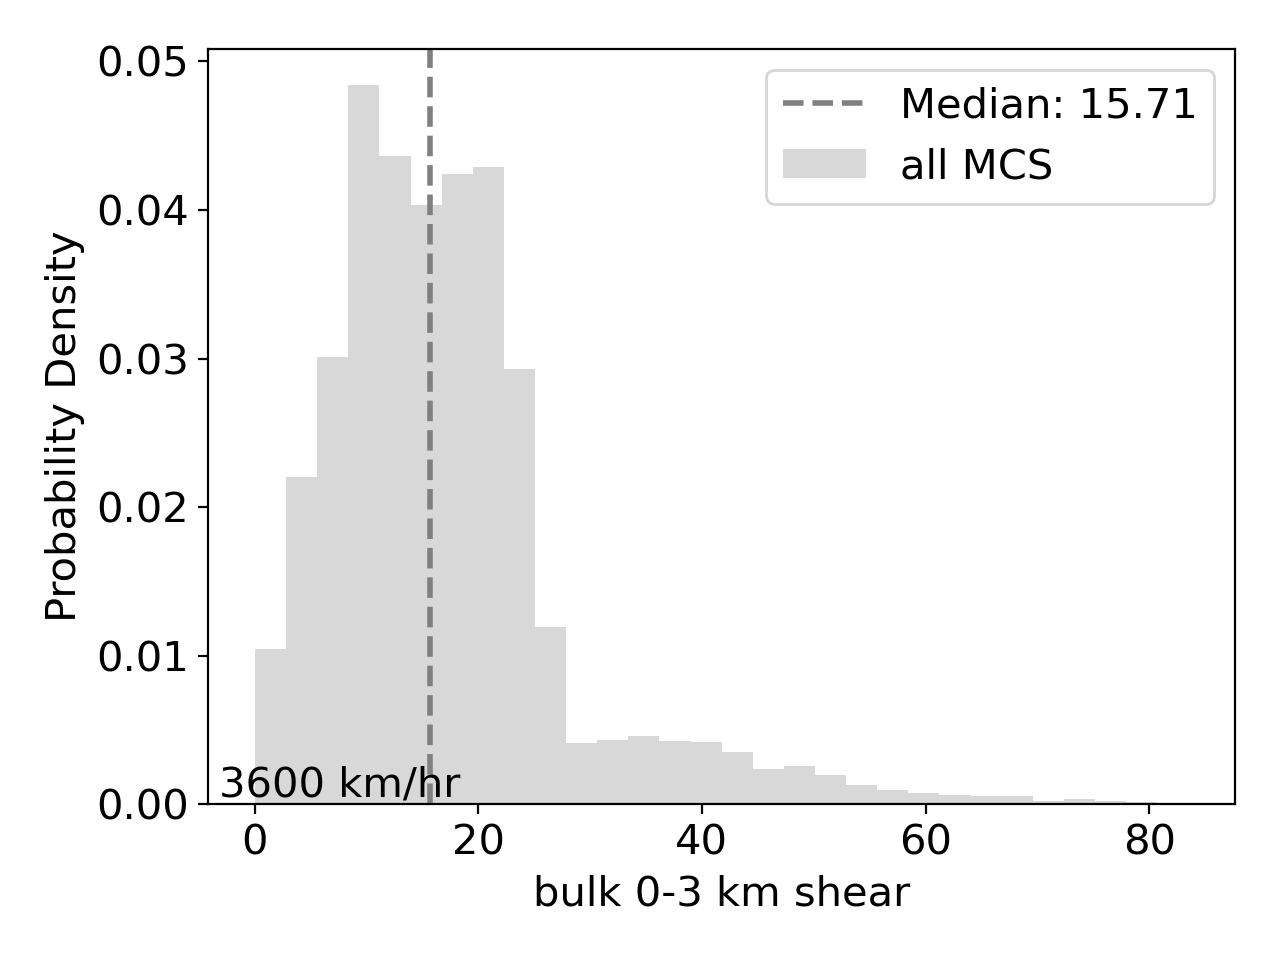 0.05
0.04
0.03
0.02
0.01
0.00
Probability Density
Median: 15.71
all MCS
3600 km/hr
0 20 40 60 80
bulk 0-3 km shear